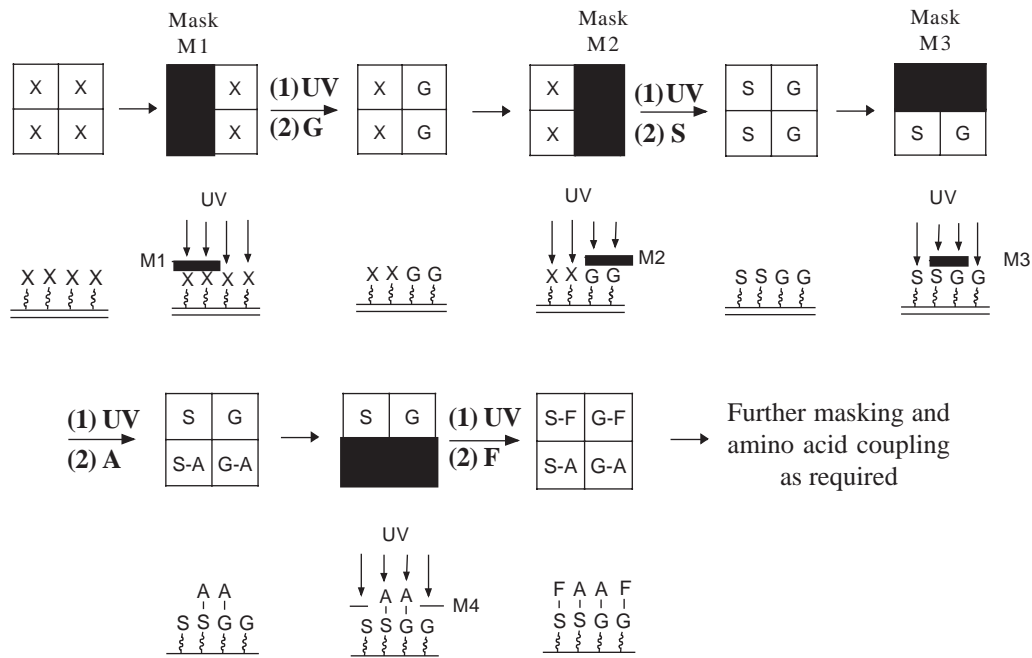 Mask
M1
Mask
M2
Mask
M3
X X
X X
X
X
(1) UV
(2) G
X G
X G
X
X
(1) UV
(2) S
S G
S G
S G
UV
UV
UV
M1
M2
M3
X X X X
X X X X
X X G G
X X G G
S S G G
S S G G
(1) UV
(2) A
S G
S-A G-A
S G
(1) UV
(2) F
S-F G-F
S-A G-A
Further masking and
amino acid coupling
as required
UV
A A
S S G G
A A
M4
S S G G
F A A F
S S G G